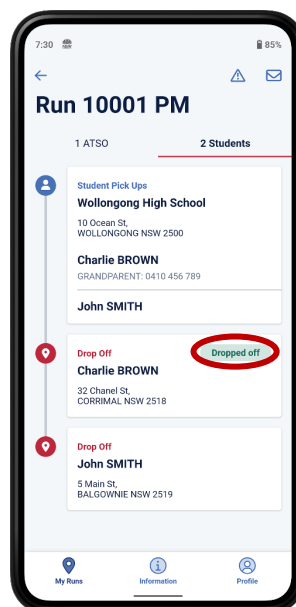 7:30
85%
Run 10001 PM
1 ATSO
2 Students
Student Pick Ups
Wollongong High School
10 Ocean St,
WOLLONGONG NSW 2500
Charlie BROWN
GRANDPARENT: 0410 456 789
John SMITH
Drop Off
Dropped off
Charlie BROWN
32 Chanel St,
CORRIMAL NSW 2518
Drop Off
John SMITH
5 Main St,
BALGOWNIE NSW 2519
My Runs
Information
Profile